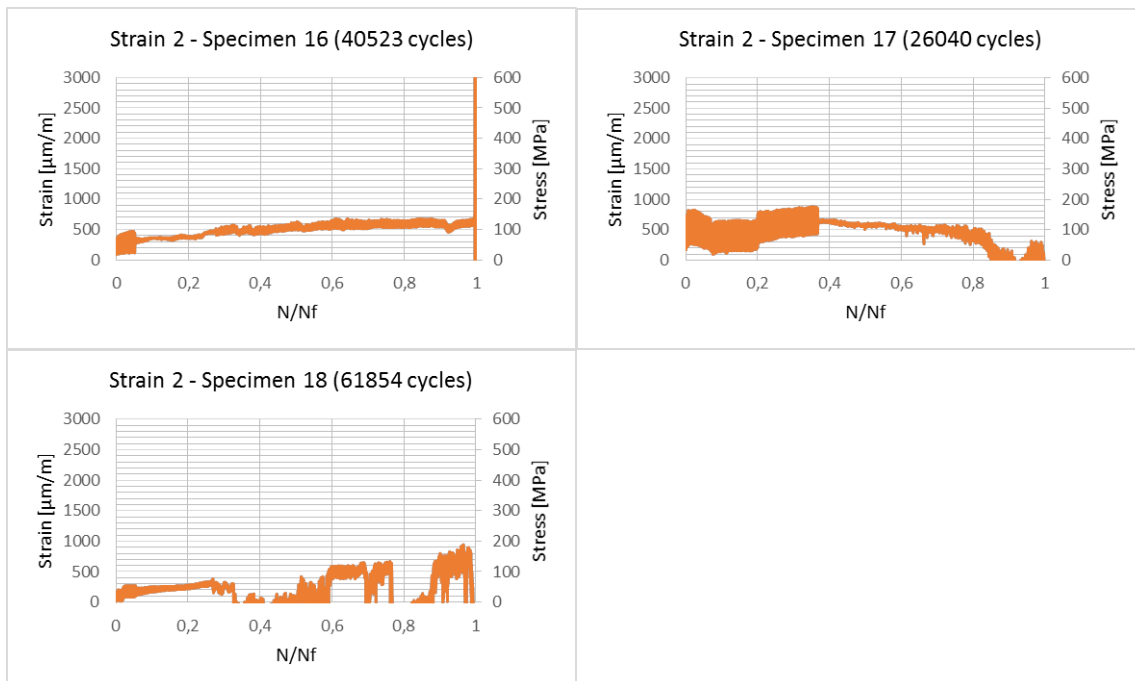 Strain 2 - Specimen 16 (40523 cycles)
Strain [µm/m]
3000
2500
2000
1500
1000
500
0
600
500
400
300
200
100
0
Stress [MPa]
0 0,2 0,4 0,6 0,8 1
N/Nf
Strain 2 - Specimen 17 (26040 cycles)
Strain [µm/m]
3000
2500
2000
1500
1000
500
0
600
500
400
300
200
100
0
Stress [MPa]
0 0,2 0,4 0,6 0,8 1
N/Nf
Strain 2 - Specimen 18 (61854 cycles)
Strain [µm/m]
3000
2500
2000
1500
1000
500
0
600
500
400
300
200
100
0
Stress [MPa]
0 0,2 0,4 0,6 0,8 1
N/Nf